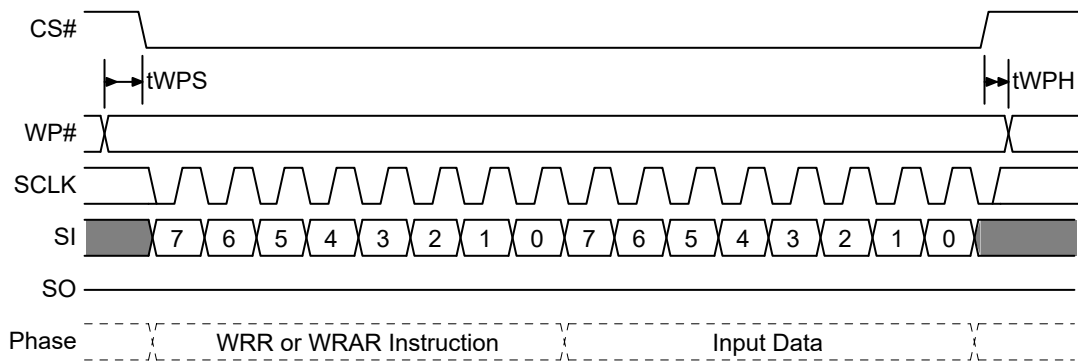 CS#
tWPS tWPH
WP#
SCLK
SI 7 6 5 4 3 2 1 0 7 6 5 4 3 2 1 0
SO
Phase WRR or WRAR Instruction Input Data